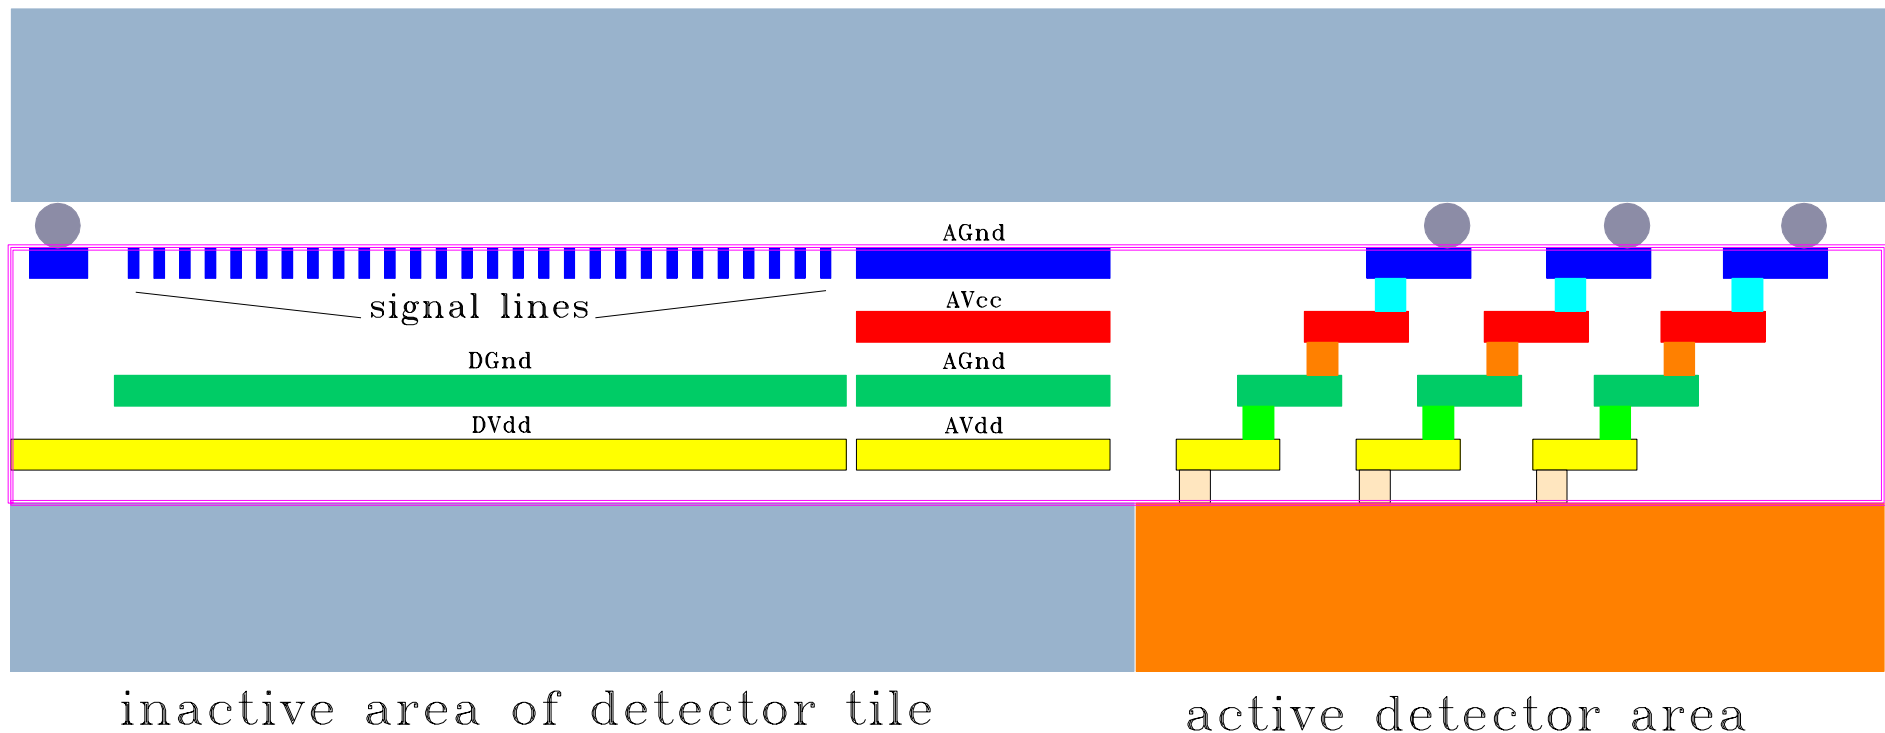 AGnd
signal lines
AVcc
DGnd
AGnd
DVdd
AVdd
inactive area of detector tile
active detector area